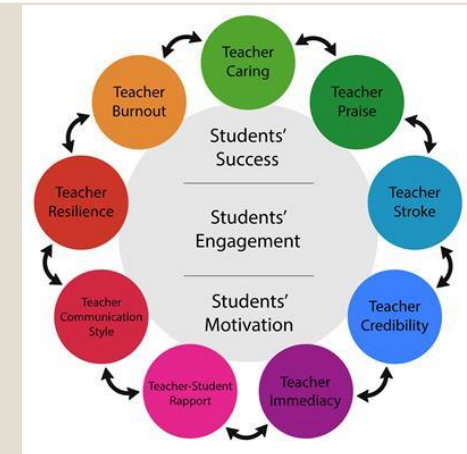 Teacher
Caring
Teacher
Praise
Teacher
Stroke
Teacher
Credibility
Teacher
Immediacy
Teacher-Student
Rapport
Teacher
Communication
Style
Teacher
Resilience
Teacher
Burnout
Students'
Success
Students'
Engagement
Students'
Motivation